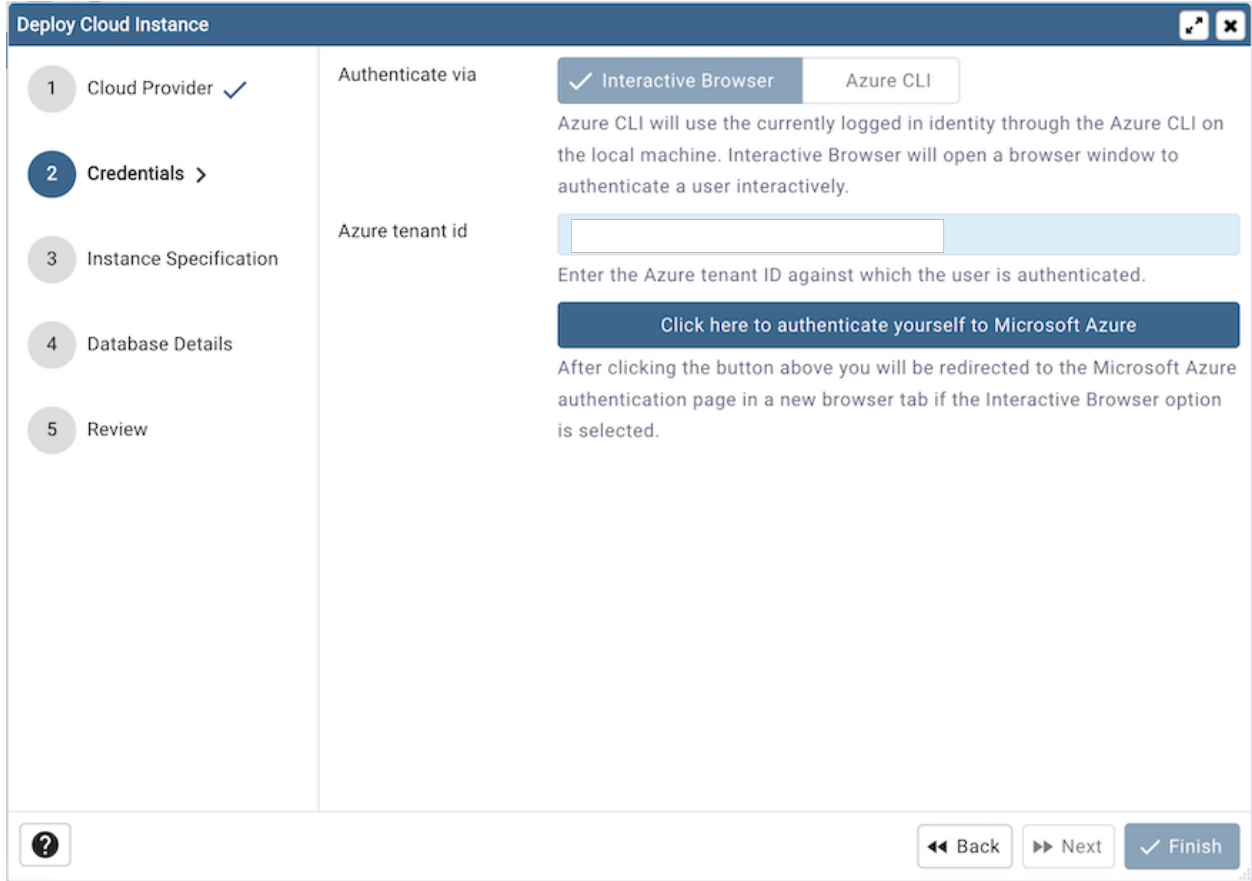 Deploy Cloud Instance
1 Cloud Provider
2 Credentials
3 Instance Specification
4 Database Details
5 Review
Authenticate via
Interactive Browser Azure CLI
Azure CLI will use the currently logged in identity through the Azure CLI on
the local machine. Interactive Browser will open a browser window to
authenticate a user interactively.
Azure tenant id
Enter the Azure tenant ID against which the user is authenticated.
Click here to authenticate yourself to Microsoft Azure
After clicking the button above you will be redirected to the Microsoft Azure
authentication page in a new browser tab if the Interactive Browser option
is selected.
? Back Next Finish